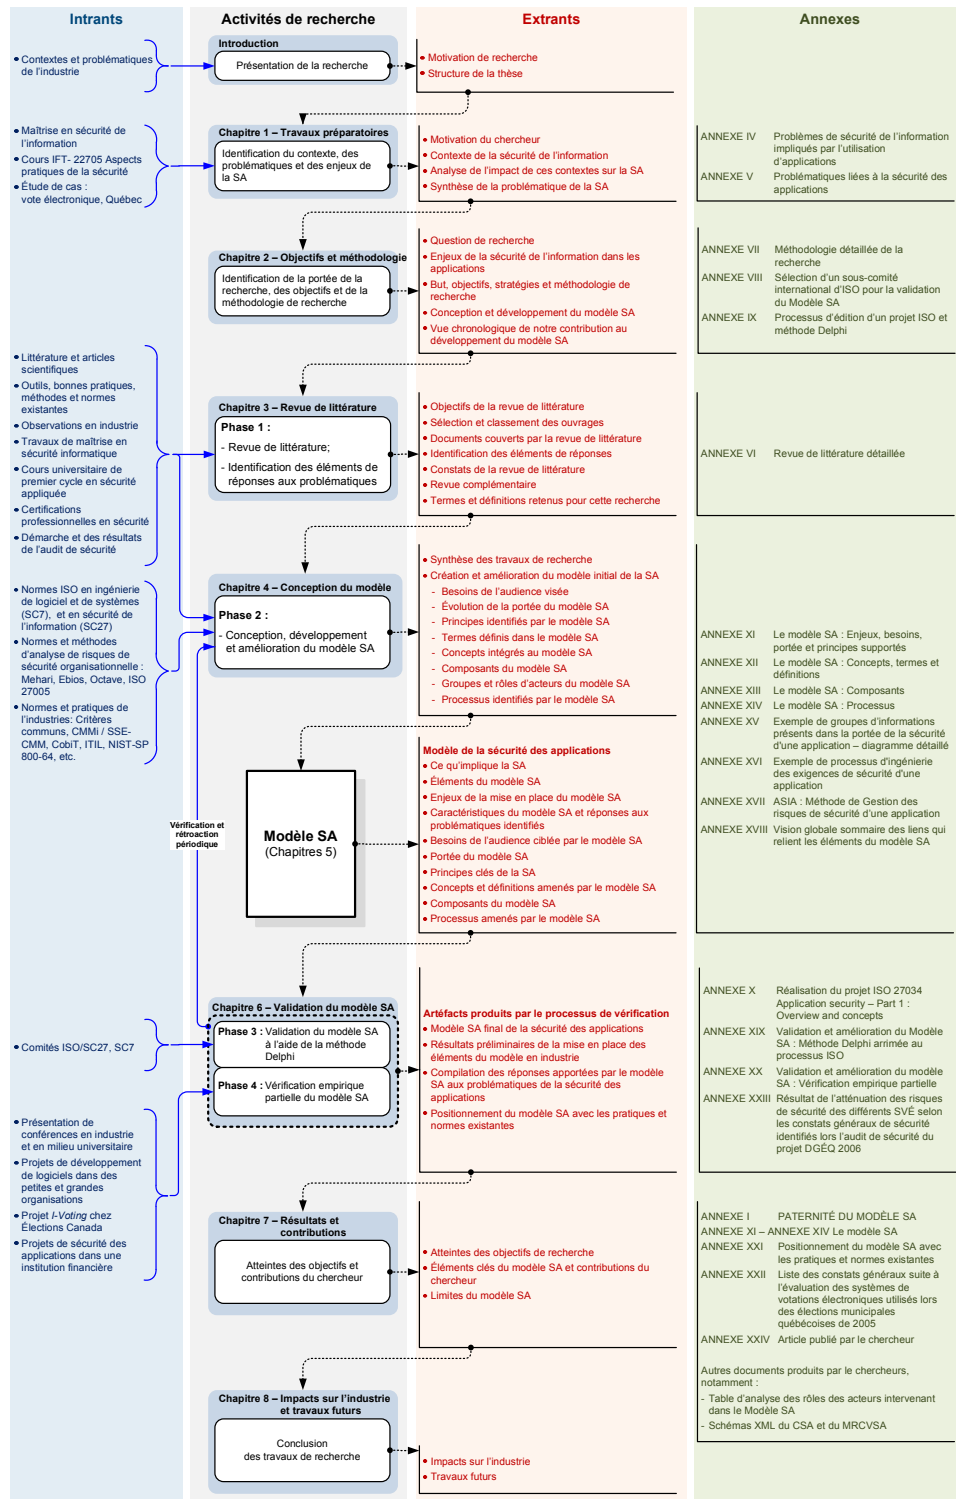 Intrants
Activités de recherche
Extrants
Annexes
Introduction
Présentation de la recherche
• Contextes et problématiques
de l'industrie
• Motivation de recherche
• Structure de la thèse
• Maîtrise en sécurité de
l'information
• Cours IFT- 22705 Aspects
pratiques de la sécurité
• Étude de cas :
vote électronique, Québec
Chapitre 1 – Travaux préparatoires
Identification du contexte, des
problématiques et des enjeux de
la SA
• Motivation du chercheur
• Contexte de la sécurité de l'information
• Analyse de l'impact de ces contextes sur la SA
• Synthèse de la problématique de la SA
ANNEXE IV Problèmes de sécurité de l'information
impliqués par l'utilisation
d'applications
ANNEXE V Problématiques liées à la sécurité des
applications
Chapitre 2 – Objectifs et méthodologie
Identification de la portée de la
recherche, des objectifs et de la
méthodologie de recherche
• Question de recherche
• Enjeux de la sécurité de l'information dans les
applications
• But, objectifs, stratégies et méthodologie de
recherche
• Conception et développement du modèle SA
• Vue chronologique de notre contribution au
développement du modèle SA
ANNEXE VII Méthodologie détaillée de la
recherche
ANNEXE VIII Sélection d'un sous-comité
international d'ISO pour la validation
du Modèle SA
ANNEXE IX Processus d'édition d'un projet ISO et
méthode Delphi
• Littérature et articles
scientifiques
• Outils, bonnes pratiques,
méthodes et normes
existantes
• Observations en industrie
• Travaux de maîtrise en
sécurité informatique
• Cours universitaire de
premier cycle en sécurité
appliquée
• Certifications
professionnelles en sécurité
• Démarche et des résultats
de l'audit de sécurité
Chapitre 3 – Revue de littérature
Phase 1 :
- Revue de littérature;
- Identification des éléments de
réponses aux problématiques
• Objectifs de la revue de littérature
• Sélection et classement des ouvrages
• Documents couverts par la revue de littérature
• Identification des éléments de réponses
• Constats de la revue de littérature
• Revue complémentaire
• Termes et définitions retenus pour cette recherche
ANNEXE VI Revue de littérature détaillée
• Normes ISO en ingénierie
de logiciel et de systèmes
(SC7), et en sécurité de
l'information (SC27)
• Normes et méthodes
d'analyse de risques de
sécurité organisationnelle :
Mehari, Ebios, Octave, ISO
27005
• Normes et pratiques de
l'industries: Critères
communs, CMMi / SSE-
CMM, CobiT, ITIL, NIST-SP
800-64, etc.
Chapitre 4 – Conception du modèle
Phase 2 :
- Conception, développement
et amélioration du modèle SA
• Synthèse des travaux de recherche
• Création et amélioration du modèle initial de la SA
- Besoins de l'audience visée
- Évolution de la portée du modèle SA
- Principes identifiés par le modèle SA
- Termes définis dans le modèle SA
- Concepts intégrés au modèle SA
- Composants du modèle SA
- Groupes et rôles d'acteurs du modèle SA
- Processus identifiés par le modèle SA
ANNEXE XI Le modèle SA : Enjeux, besoins,
portée et principes supportés
ANNEXE XII Le modèle SA : Concepts, termes et
définitions
ANNEXE XIII Le modèle SA : Composants
ANNEXE XIV Le modèle SA : Processus
ANNEXE XV Exemple de groupes d'informations
présents dans la portée de la sécurité
d'une application – diagramme détaillé
ANNEXE XVI Exemple de processus d'ingénierie
des exigences de sécurité d'une
application
ANNEXE XVII ASIA : Méthode de Gestion des
risques de sécurité d'une application
ANNEXE XVIII Vision globale sommaire des liens qui
relient les éléments du modèle SA
Vérification et
rétroaction
périodique
Modèle SA
(Chapitres 5)
Modèle de la sécurité des applications
• Ce qu'implique la SA
• Éléments du modèle SA
• Enjeux de la mise en place du modèle SA
• Caractéristiques du modèle SA et réponses aux
problématiques identifiés
• Besoins de l'audience ciblée par le modèle SA
• Portée du modèle SA
• Principes clés de la SA
• Concepts et définitions amenés par le modèle SA
• Composants du modèle SA
• Processus amenés par le modèle SA
• Comités ISO/SC27, SC7
Chapitre 6 – Validation du modèle SA
Phase 3 : Validation du modèle SA
à l'aide de la méthode
Delphi
Phase 4 : Vérification empirique
partielle du modèle SA
Artéfacts produits par le processus de vérification
• Modèle SA final de la sécurité des applications
• Résultats préliminaires de la mise en place des
éléments du modèle en industrie
• Compilation des réponses apportées par le modèle
SA aux problématiques de la sécurité des
applications
• Positionnement du modèle SA avec les pratiques et
normes existantes
ANNEXE X Réalisation du projet ISO 27034
Application security – Part 1 :
Overview and concepts
ANNEXE XIX Validation et amélioration du Modèle
SA : Méthode Delphi arrimée au
processus ISO
ANNEXE XX Validation et amélioration du modèle
SA : Vérification empirique partielle
ANNEXE XXIII Résultat de l'atténuation des risques
de sécurité des différents SVÉ selon
les constats généraux de sécurité
identifiés lors l'audit de sécurité du
projet DGÉQ 2006
• Présentation de
conférences en industrie
et en milieu universitaire
• Projets de développement
de logiciels dans des
petites et grandes
organisations
• Projet I-Voting chez
Élections Canada
• Projets de sécurité des
applications dans une
institution financière
Chapitre 7 – Résultats et
contributions
Atteintes des objectifs et
contributions du chercheur
• Atteintes des objectifs de recherche
• Éléments clés du modèle SA et contributions du
chercheur
• Limites du modèle SA
ANNEXE I PATERNITÉ DU MODÈLE SA
ANNEXE XI – ANNEXE XIV Le modèle SA
ANNEXE XXI Positionnement du modèle SA avec
les pratiques et normes existantes
ANNEXE XXII Liste des constats généraux suite à
l'évaluation des systèmes de
votations électroniques utilisés lors
des élections municipales
québécoises de 2005
ANNEXE XXIV Article publié par le chercheur
Autres documents produits par le chercheurs,
notamment :
- Table d'analyse des rôles des acteurs intervenant
dans le Modèle SA
- Schémas XML du CSA et du MRCVSA
Chapitre 8 – Impacts sur l'industrie
et travaux futurs
Conclusion
des travaux de recherche
• Impacts sur l'industrie
• Travaux futurs